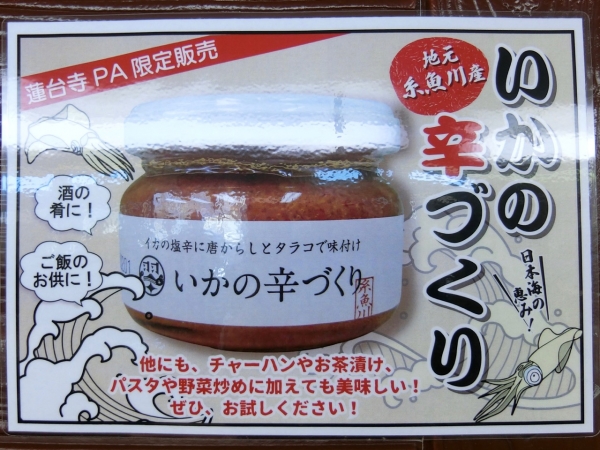 蓮台寺PA限定販売
地元
糸魚川産
いかの辛づくり
酒の
肴に！
ご飯の
お供に！
日本海の
恵み！
イカの塩辛に唐からしとタラコで味付け
いかの辛づくり
糸魚川
他にも、チャーハンやお茶漬け、
パスタや野菜炒めに加えても美味しい！
ぜひ、お試しください！